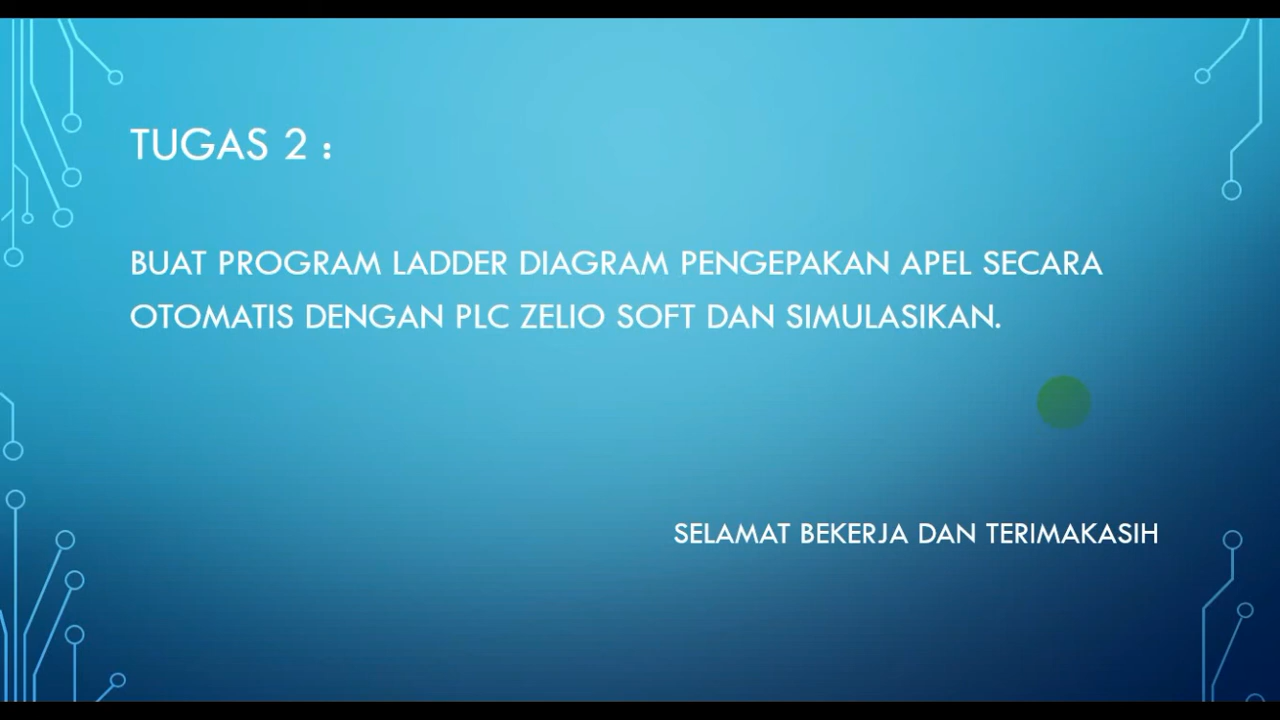 TUGAS 2 :
BUAT PROGRAM LADDER DIAGRAM PENGEPAKAN APEL SECARA
OTOMATIS DENGAN PLC ZELIO SOFT DAN SIMULASIKAN.
SELAMAT BEKERJA DAN TERIMAKASIH